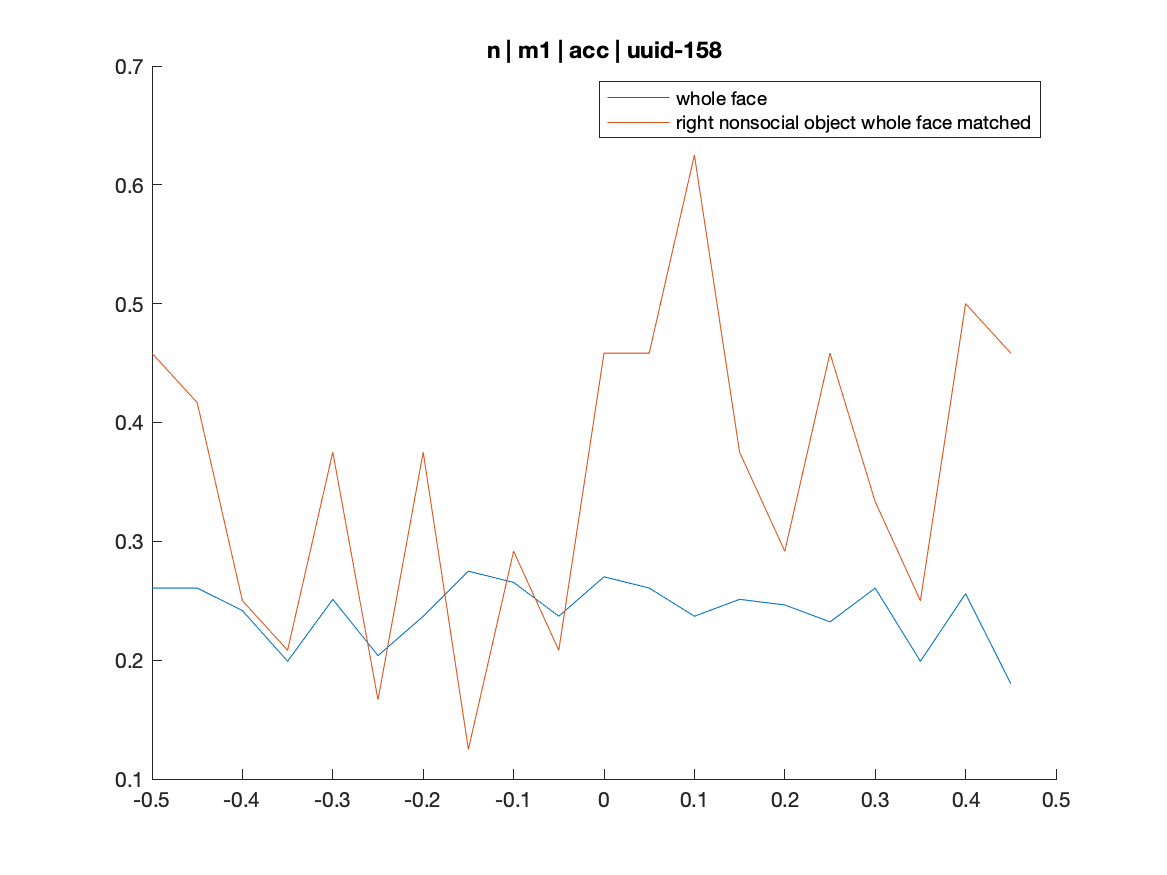 n | m1 | acc | uuid-158
whole face
right nonsocial object whole face matched
0.7
0.6
0.5
0.4
0.3
0.2
0.1
-0.5 -0.4 -0.3 -0.2 -0.1 0 0.1 0.2 0.3 0.4 0.5